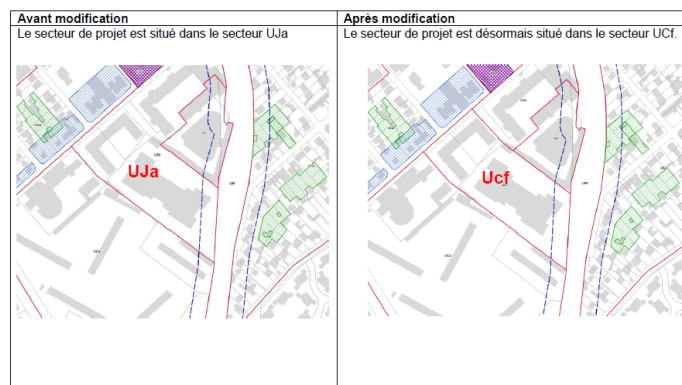 Avant modification
Après modification
Le secteur de projet est situé dans le secteur UJa
Le secteur de projet est désormais situé dans le secteur UCf.
UJa
Ucf